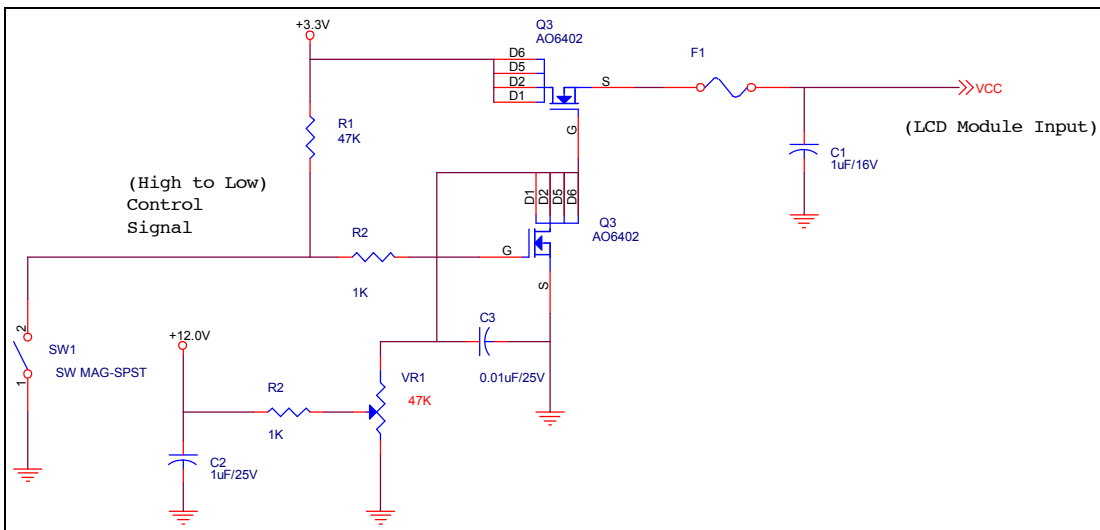 +3.3V
Q3
AO6402
D6
D5
D2
D1
S
G
F1
VCC
(LCD Module Input)
R1
47K
C1
1uF/16V
(High to Low)
Control
Signal
D1
D2
D5
D6
Q3
AO6402
R2
1K
G
S
2
1
SW1
SW MAG-SPST
+12.0V
C3
0.01uF/25V
R2
1K
VR1
47K
C2
1uF/25V